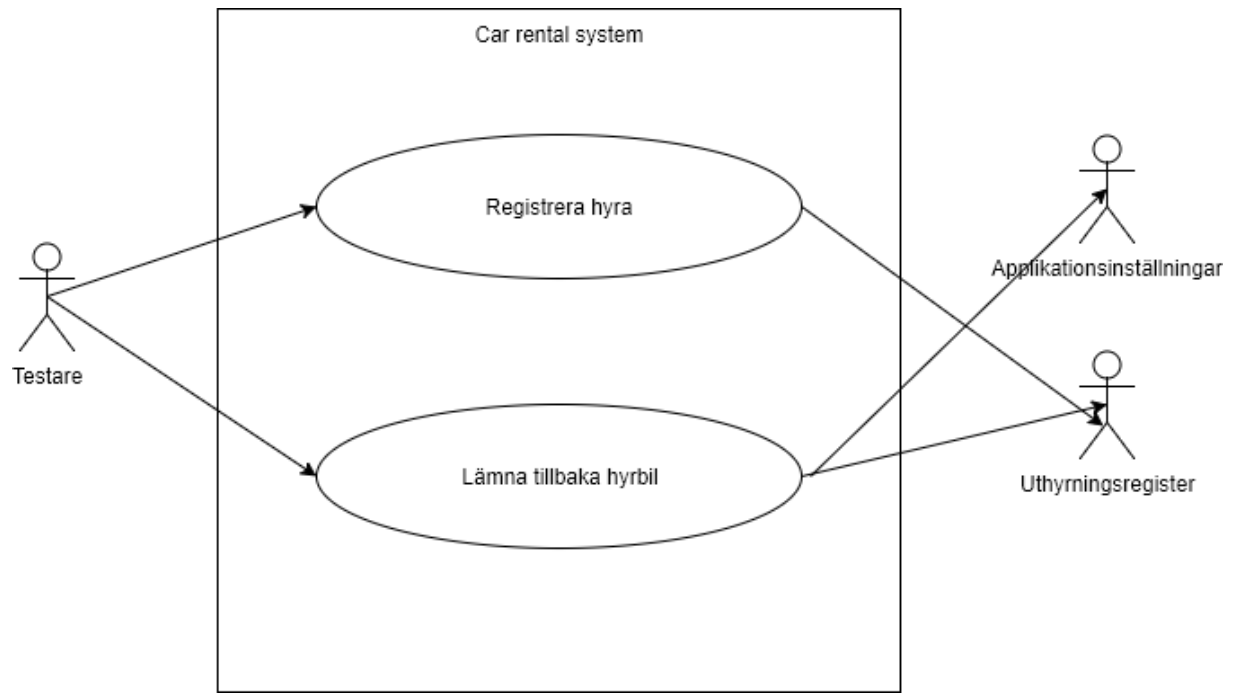 Car rental system
Registrera hyra
Applikationsinställningar
Testare
Lämna tillbaka hyrbil
Uthyrningsregister